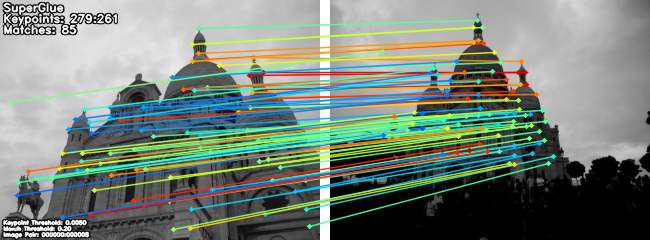 SuperGlue
Keypoints: 279:261
Matches: 85
Keypoint Threshold: 0.0050
Match Threshold: 0.20
Image Pair: 000000:000008